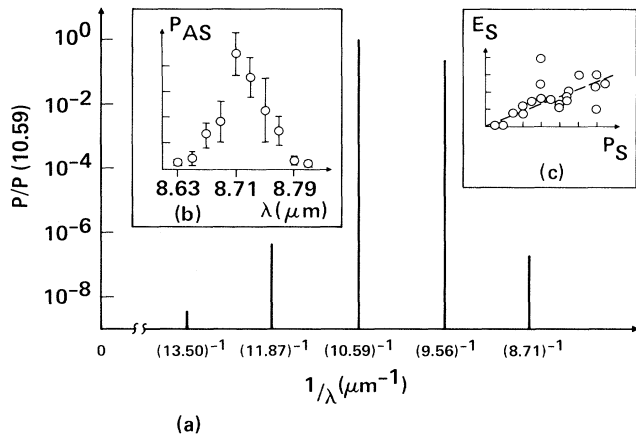 P/P (10.59)
10⁰
10⁻²
10⁻⁴
10⁻⁶
10⁻⁸
P_AS
8.63 8.71 8.79
λ(μm)
(b)
E_S
P_S
(c)
0 (13.50)⁻¹ (11.87)⁻¹ (10.59)⁻¹ (9.56)⁻¹ (8.71)⁻¹
1/λ(μm⁻¹)
(a)